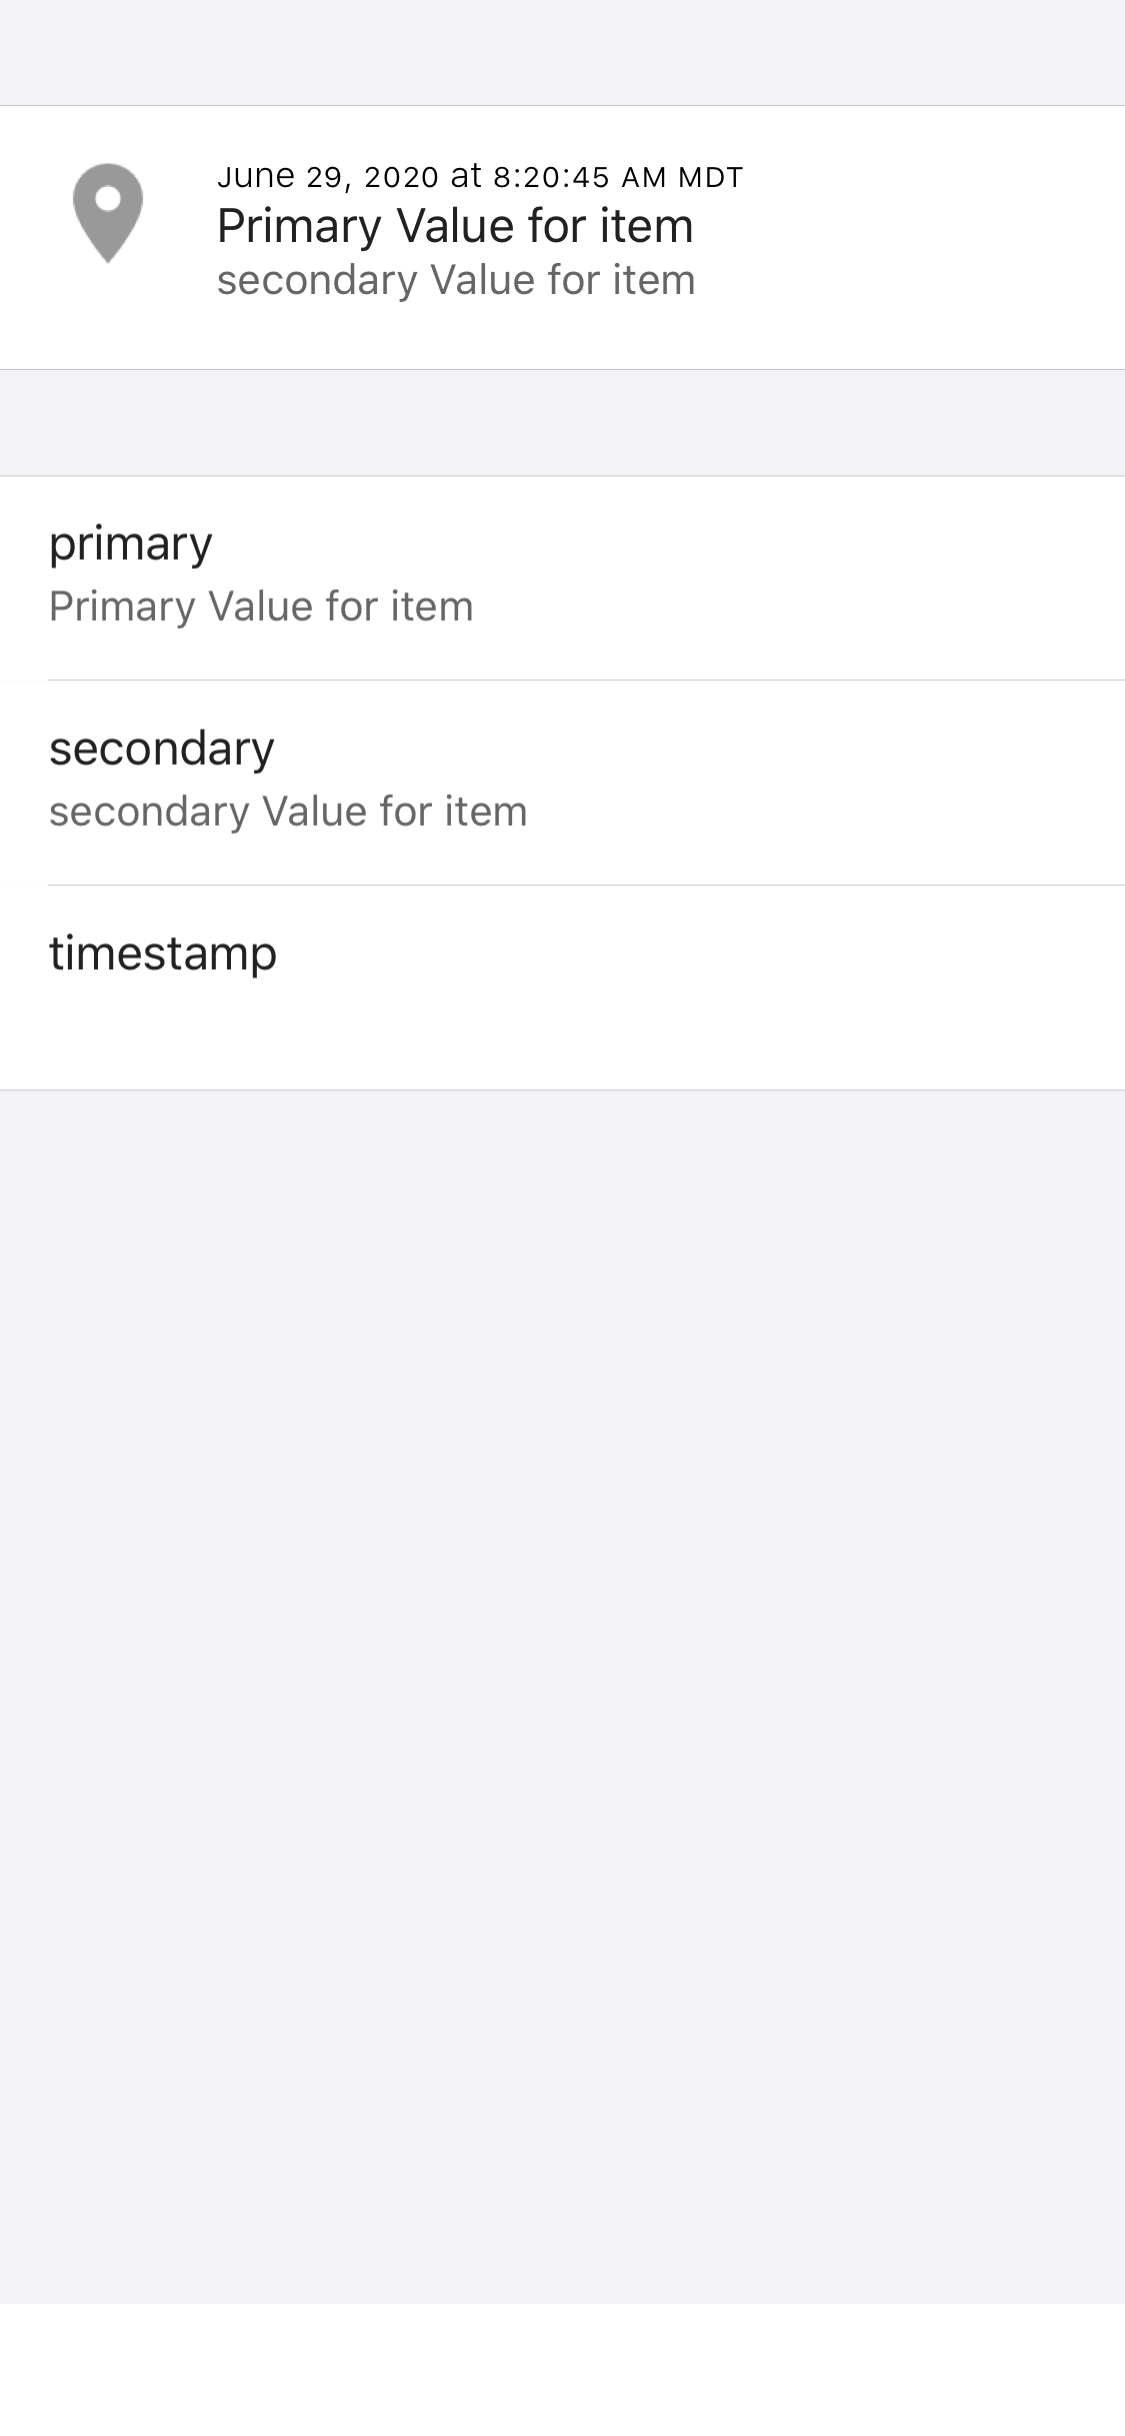 June 29, 2020 at 8:20:45 AM MDT
Primary Value for item
secondary Value for item
primary
Primary Value for item
secondary
secondary Value for item
timestamp